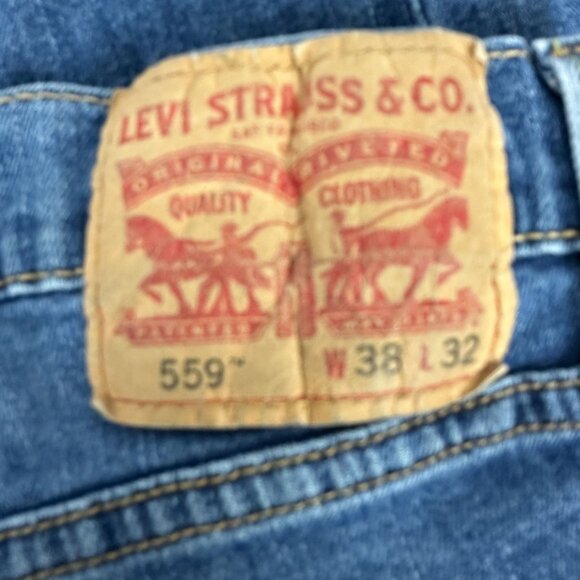 LEVI STRAUSS & CO.
ORIGINAL RIVETED
QUALITY CLOTHING
559™ W 38 L 32